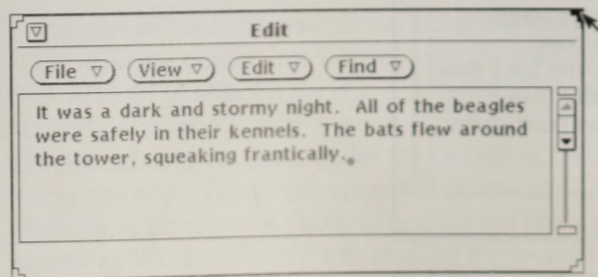 Edit
File View Edit Find
It was a dark and stormy night. All of the beagles
were safely in their kennels. The bats flew around
the tower, squeaking frantically.